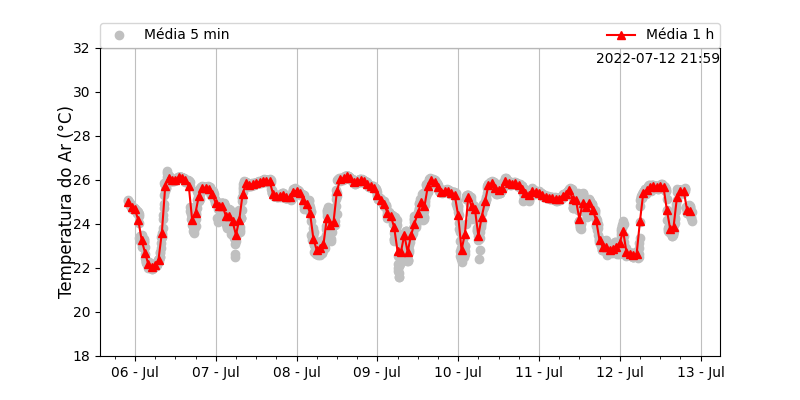 Média 5 min
Média 1 h
2022-07-12 21:59
Temperatura do Ar (°C)
32
30
28
26
24
22
20
18
06 - Jul
07 - Jul
08 - Jul
09 - Jul
10 - Jul
11 - Jul
12 - Jul
13 - Jul